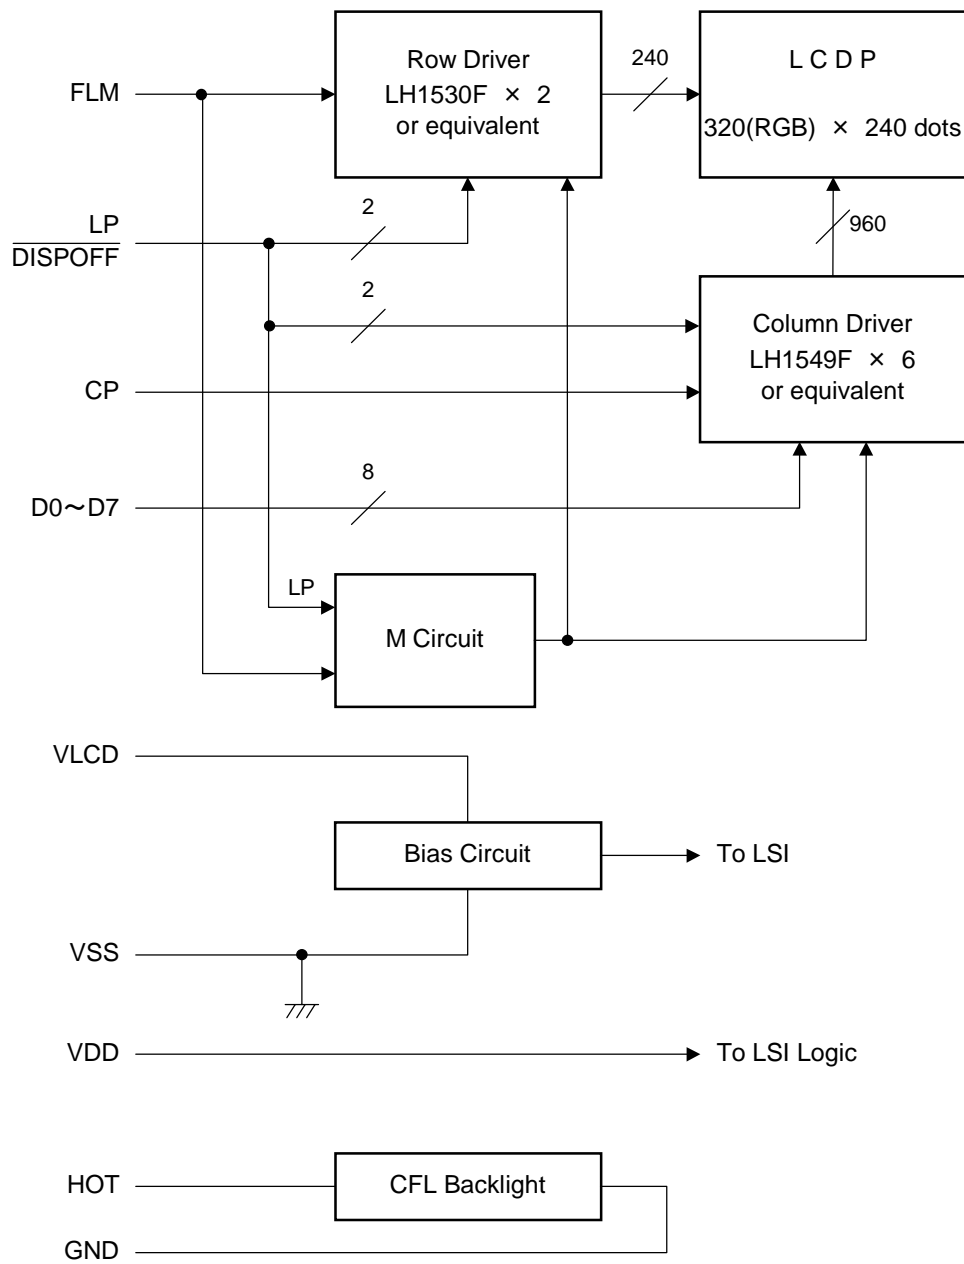 Row Driver
LH1530F × 2
or equivalent
240
L C D P
320(RGB) × 240 dots
FLM
LP
DISPOFF
2
2
960
Column Driver
LH1549F × 6
or equivalent
CP
8
D0～D7
LP
M Circuit
VLCD
Bias Circuit
To LSI
VSS
VDD
To LSI Logic
HOT
CFL Backlight
GND